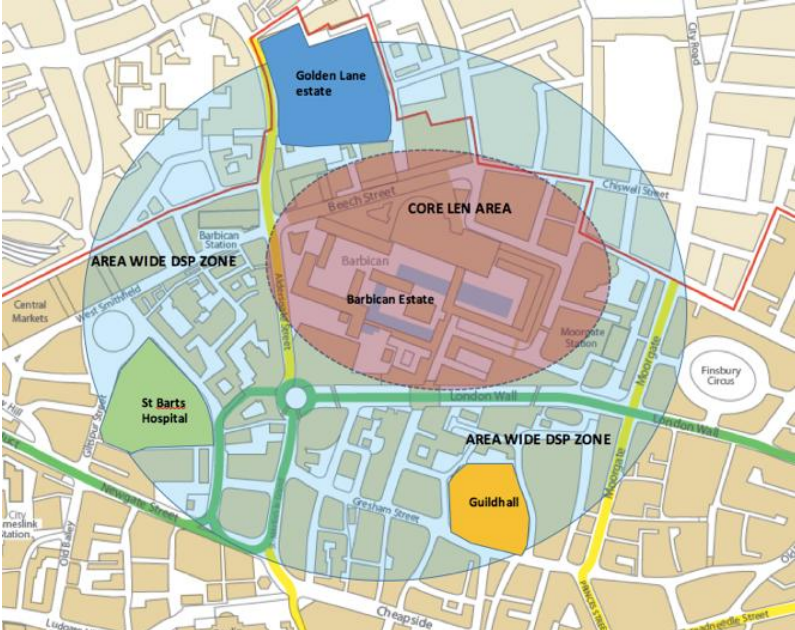 City Road
Golden Lane
estate
Chiswell Street
Beech Street
CORE LEN AREA
Barbican
Station
AREA WIDE DSP ZONE
Barbican
West Smithfield
Central
Markets
Barbican Estate
Aldersgate Street
Moorgate
Station
Moorgate
Finsbury
Circus
St Barts
Hospital
London Wall
London Wall
Giltspur Street
AREA WIDE DSP ZONE
Moorgate
Newgate Street
Guildhall
Gresham Street
City
Station
Old Bailey
Cheapside
PRINCES STREET